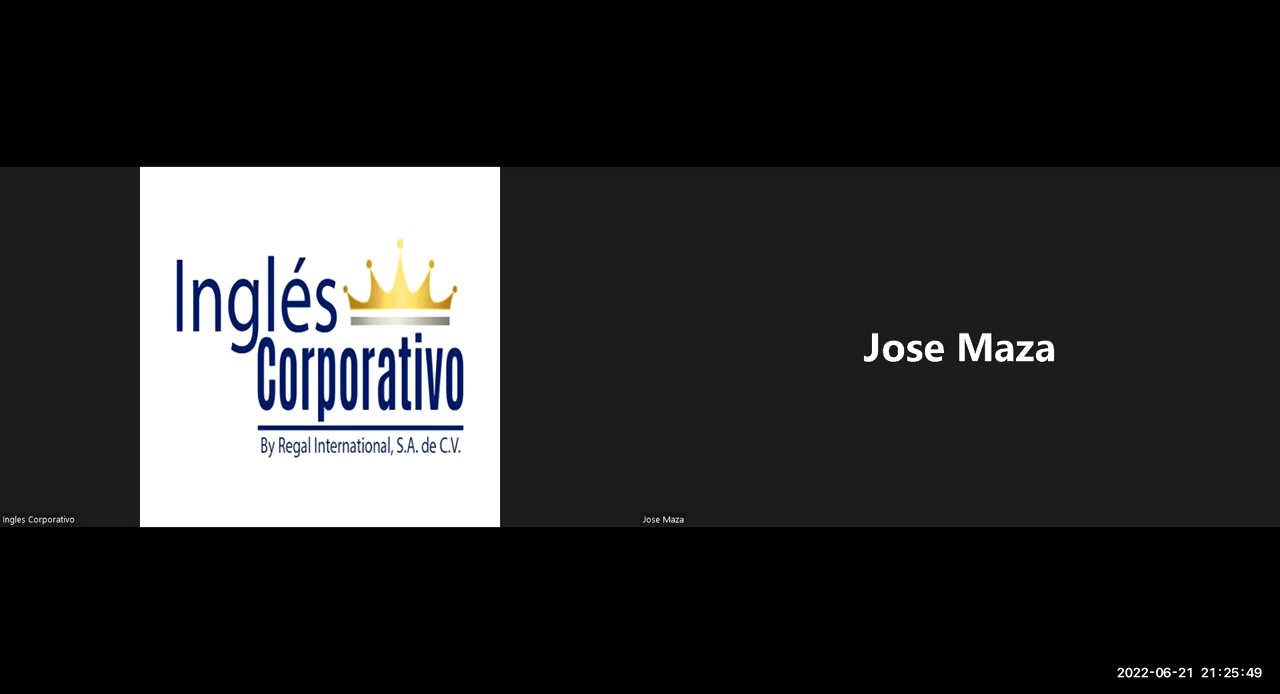 Inglés
Corporativo
By Regal International, S.A. de C.V.
Jose Maza
Ingles Corporativo
Jose Maza
2022-06-21 21:25:49